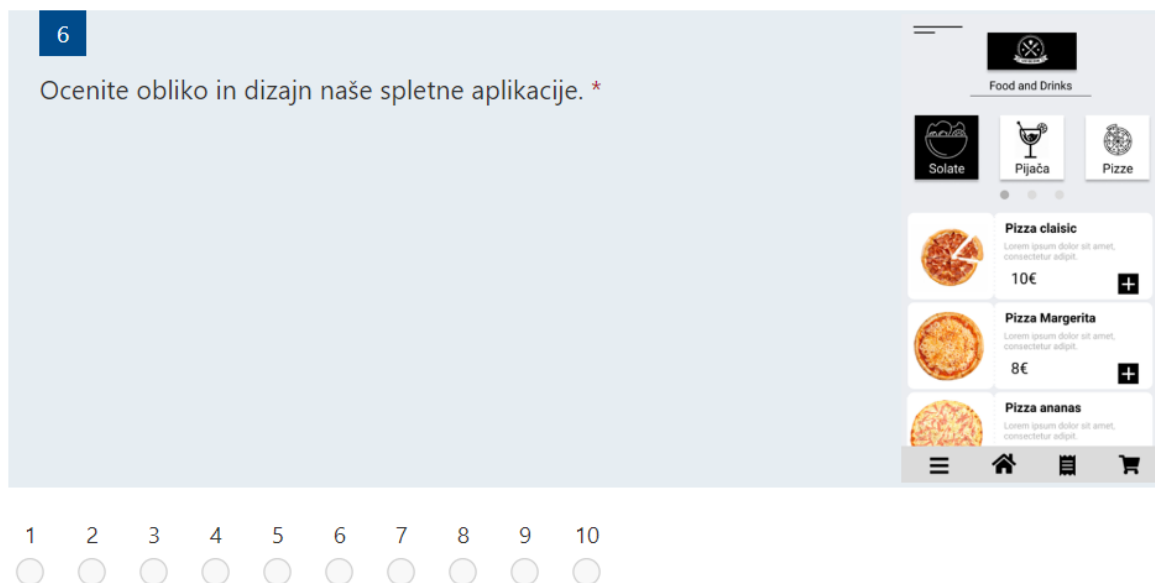 6
Ocenite obliko in dizajn naše spletne aplikacije. *
Food and Drinks
Solate
Pijača
Pizze
Pizza claisic
Lorem ipsum dolor sit amet,
consectetur adipit.
10€
Pizza Margerita
Lorem ipsum dolor sit amet,
consectetur adipit.
8€
Pizza ananas
Lorem ipsum dolor sit amet,
consectetur adipit.
1 2 3 4 5 6 7 8 9 10